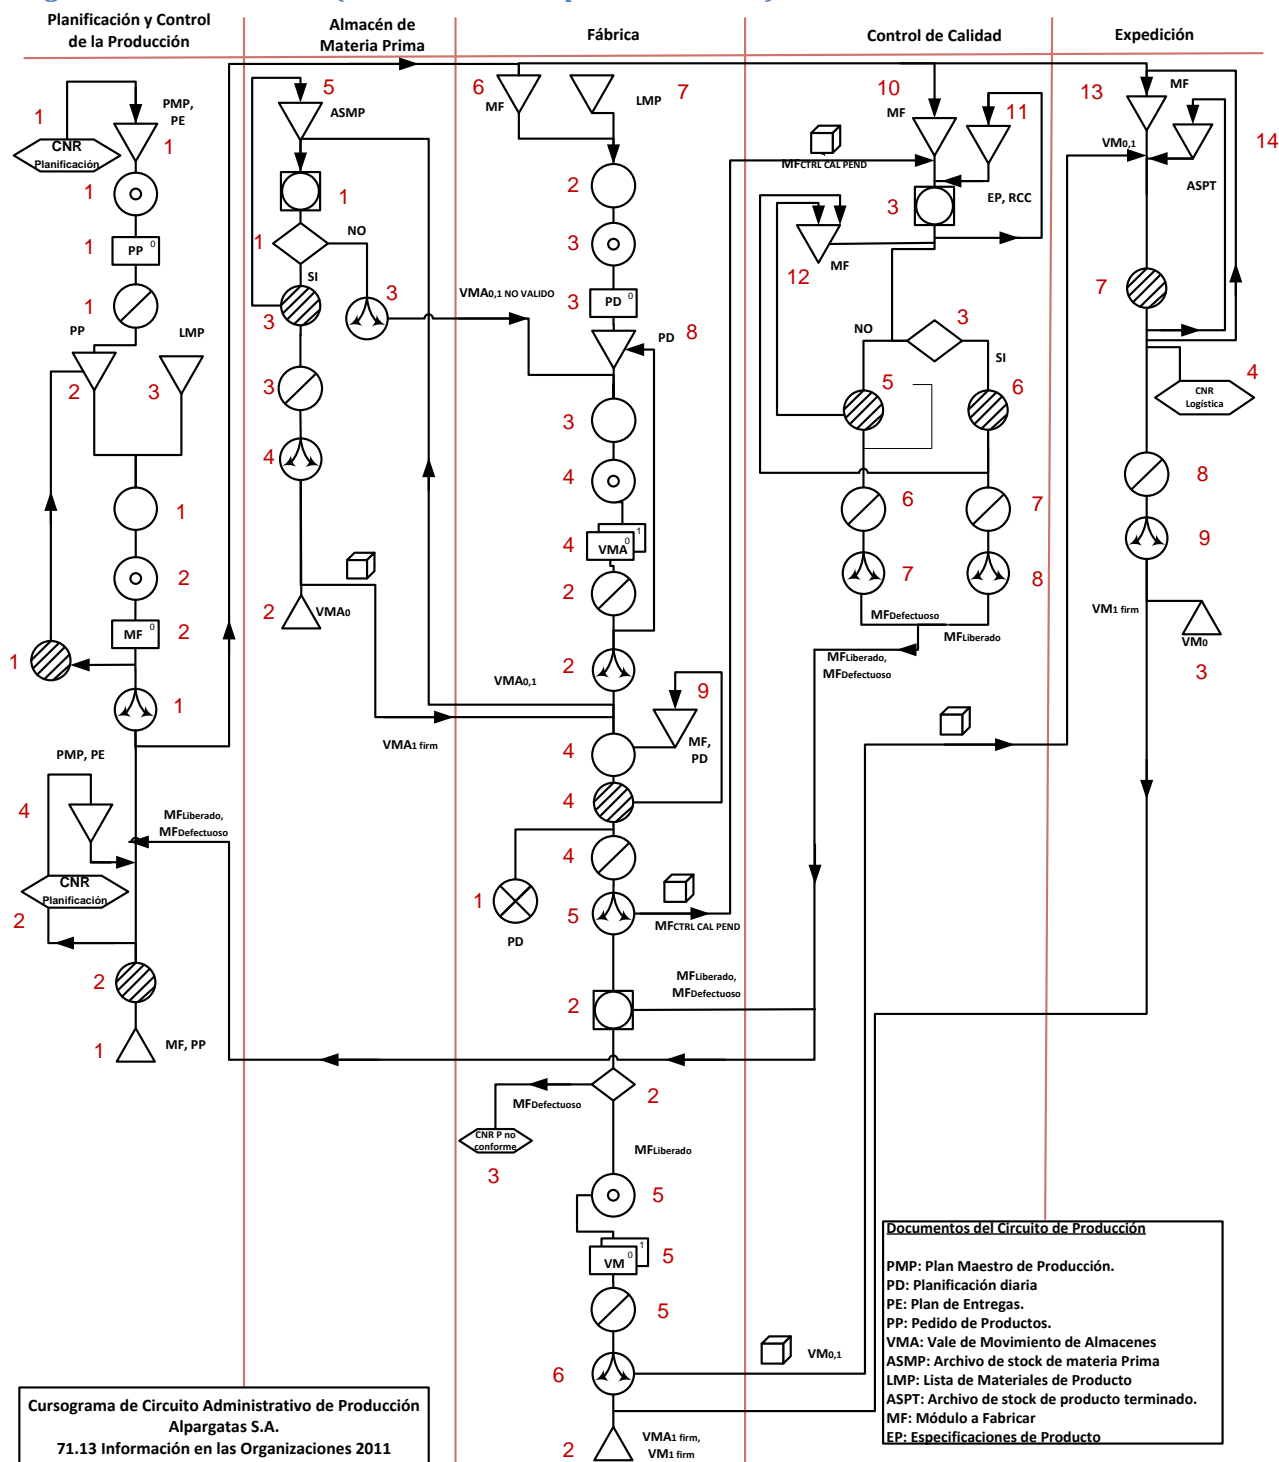 Planificación y Control
de la Producción
Almacén de
Materia Prima
Fábrica
Control de Calidad
Expedición
1
CNR
Planificación
PMP,
PE
1
1
1
PP 0
1
PP
2
LMP
3
1
2
MF 0
2
1
1
PMP, PE
4
MFLiberado,
MFDefectuoso
CNR
Planificación
2
2
1
MF, PP
5
ASMP
1
1
NO
SI
3
3
3
4
2
VMA0
VMA0,1 NO VALIDO
VMA0,1
VMA1 firm
6
MF
LMP
7
2
3
3
PD 0
PD
8
3
4
4
VMA 0 1
2
2
9
MF,
PD
4
4
4
1
PD
5
MFCTRL CAL PEND
MFLiberado,
MFDefectuoso
2
2
MFDefectuoso
CNR P no
conforme
3
MFLiberado
5
VM 0 1
5
5
6
VM0,1
2
VMA1 firm,
VM1 firm
10
MF
11
MFCTRL CAL PEND
EP, RCC
3
12
MF
3
NO
SI
5
6
6
7
7
8
MFDefectuoso
MFLiberado
MFLiberado,
MFDefectuoso
13
MF
14
VM0,1
ASPT
7
4
CNR
Logística
8
9
VM1 firm
VM0
3
Documentos del Circuito de Producción
PMP: Plan Maestro de Producción.
PD: Planificación diaria
PE: Plan de Entregas.
PP: Pedido de Productos.
VMA: Vale de Movimiento de Almacenes
ASMP: Archivo de stock de materia Prima
LMP: Lista de Materiales de Producto
ASPT: Archivo de stock de producto terminado.
MF: Módulo a Fabricar
EP: Especificaciones de Producto
Cursograma de Circuito Administrativo de Producción
Alpargatas S.A.
71.13 Información en las Organizaciones 2011